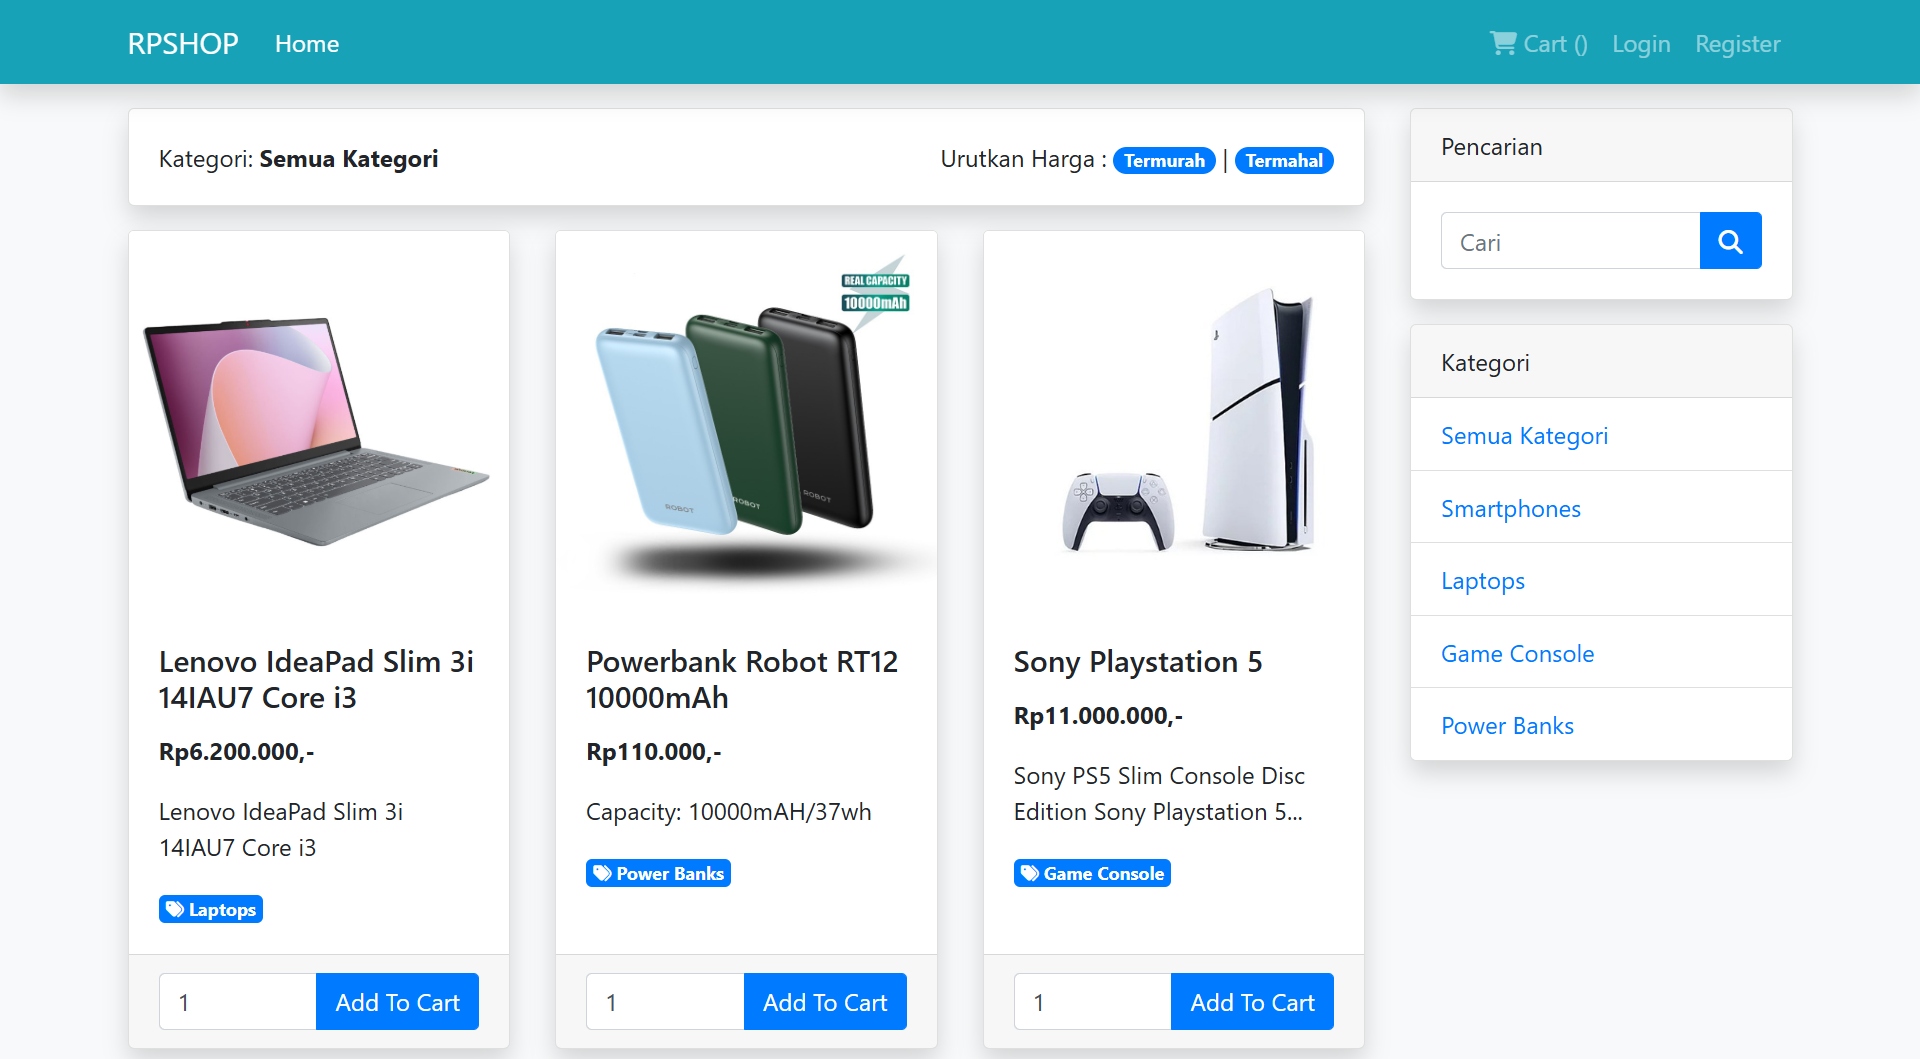 RPSHOP
Home
Cart ()
Login
Register
Kategori: Semua Kategori
Urutkan Harga : Termurah | Termahal
REAL CAPACITY
10000mAh
ROBOT
ROBOT
ROBOT
Lenovo IdeaPad Slim 3i
14IAU7 Core i3
Rp6.200.000,-
Lenovo IdeaPad Slim 3i
14IAU7 Core i3
Laptops
1
Add To Cart
Powerbank Robot RT12
10000mAh
Rp110.000,-
Capacity: 10000mAH/37wh
Power Banks
1
Add To Cart
Sony Playstation 5
Rp11.000.000,-
Sony PS5 Slim Console Disc
Edition Sony Playstation 5...
Game Console
1
Add To Cart
Pencarian
Cari
Kategori
Semua Kategori
Smartphones
Laptops
Game Console
Power Banks